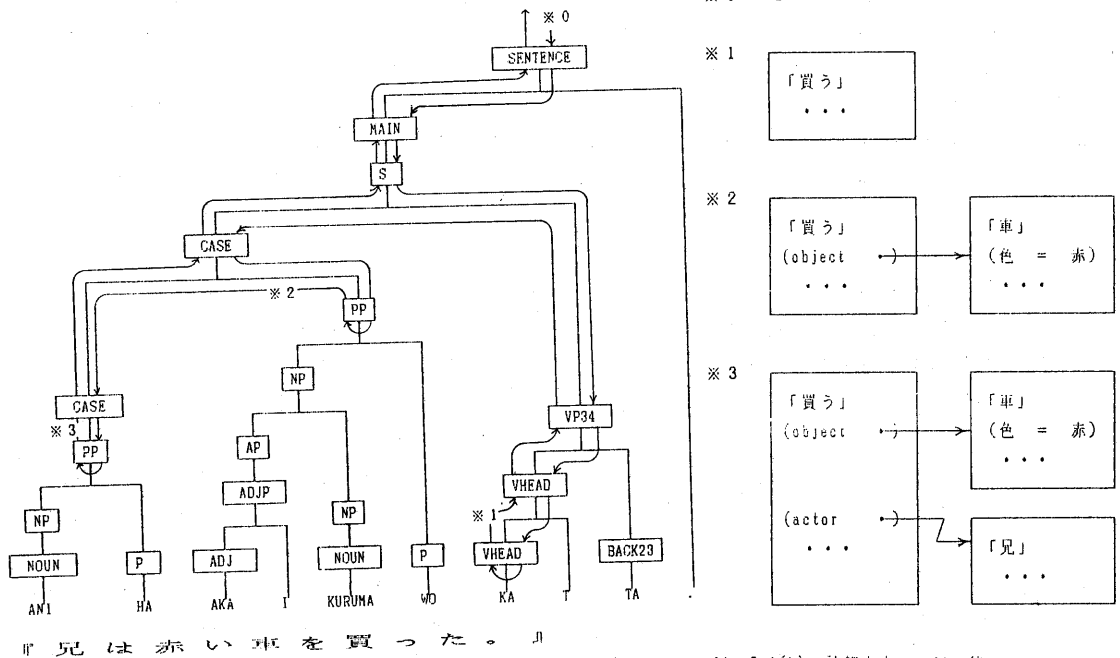 ※ 0
SENTENCE
MAIN
S
CASE
※ 2
PP
NP
CASE
※ 3
PP
VP34
AP
VHEAD
ADJP
※ 1
NP
NP
NOUN
P
ADJ
NOUN
P
VHEAD
BACK23
ANI
HA
AKA
I
KURUMA
WO
KA
T
TA
.
『兄は赤い車を買った。』
※ 1
「買う」
・・・
※ 2
「買う」
(object ・)
・・・
「車」
(色 = 赤)
・・・
※ 3
「買う」
(object ・)
(actor ・)
・・・
「車」
(色 = 赤)
・・・
「兄」
・・・